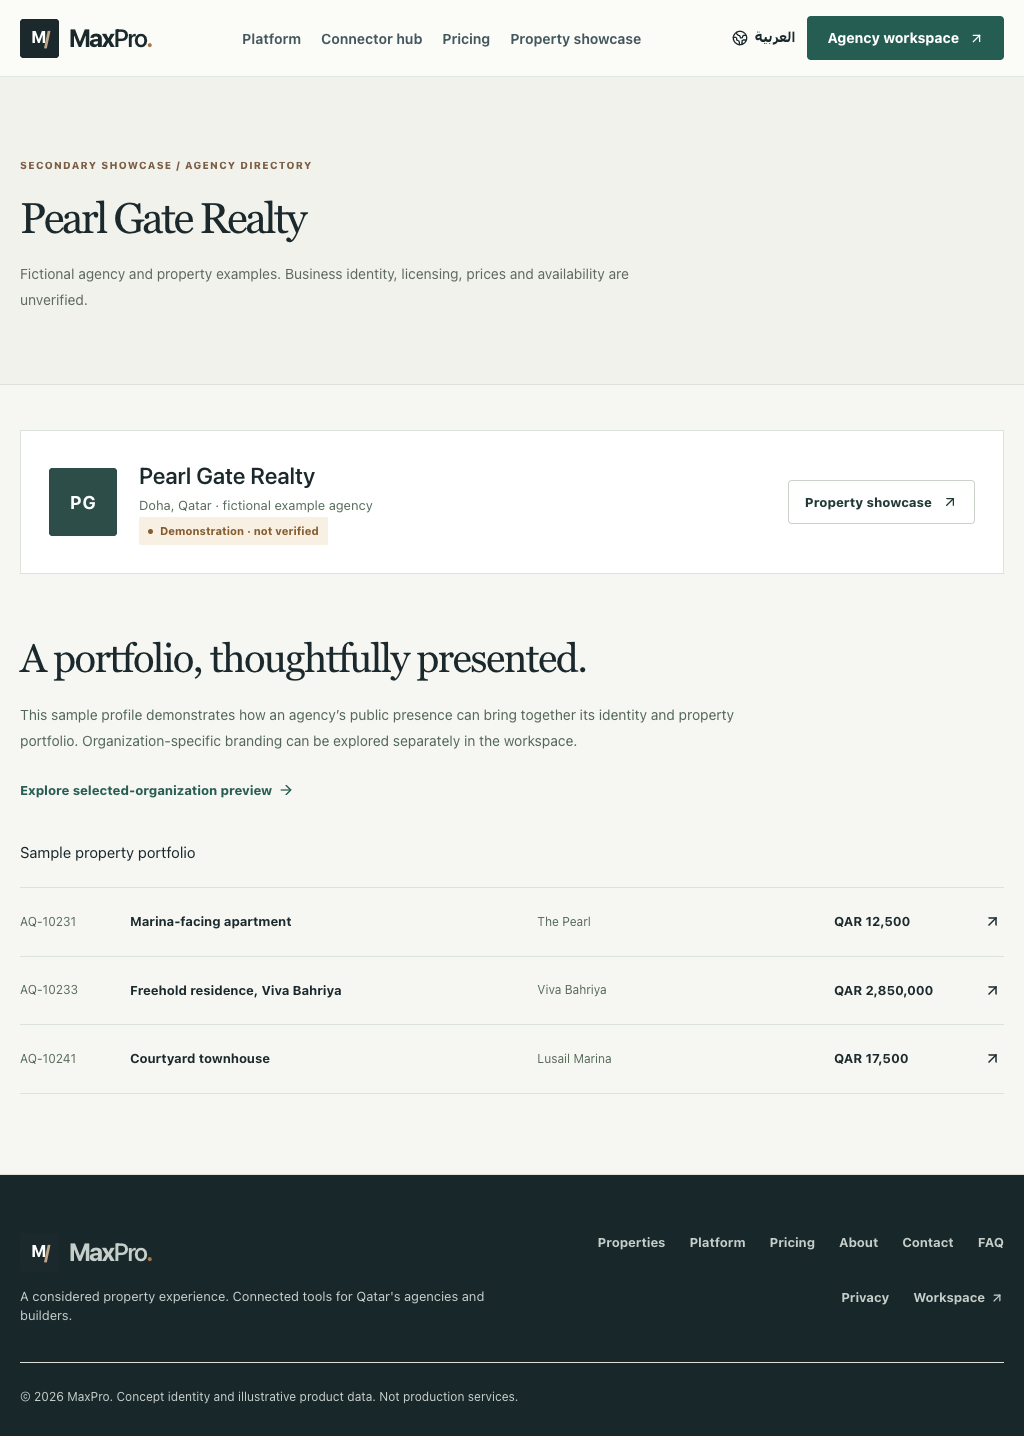 M/ MaxPro.
Platform Connector hub Pricing Property showcase
العربية
Agency workspace
SECONDARY SHOWCASE / AGENCY DIRECTORY
Pearl Gate Realty
Fictional agency and property examples. Business identity, licensing, prices and availability are
unverified.
PG
Pearl Gate Realty
Doha, Qatar · fictional example agency
Demonstration · not verified
Property showcase
A portfolio, thoughtfully presented.
This sample profile demonstrates how an agency’s public presence can bring together its identity and property
portfolio. Organization-specific branding can be explored separately in the workspace.
Explore selected-organization preview
Sample property portfolio
AQ-10231 Marina-facing apartment The Pearl QAR 12,500
AQ-10233 Freehold residence, Viva Bahriya Viva Bahriya QAR 2,850,000
AQ-10241 Courtyard townhouse Lusail Marina QAR 17,500
M/ MaxPro.
A considered property experience. Connected tools for Qatar's agencies and
builders.
Properties Platform Pricing About Contact FAQ
Privacy Workspace
© 2026 MaxPro. Concept identity and illustrative product data. Not production services.